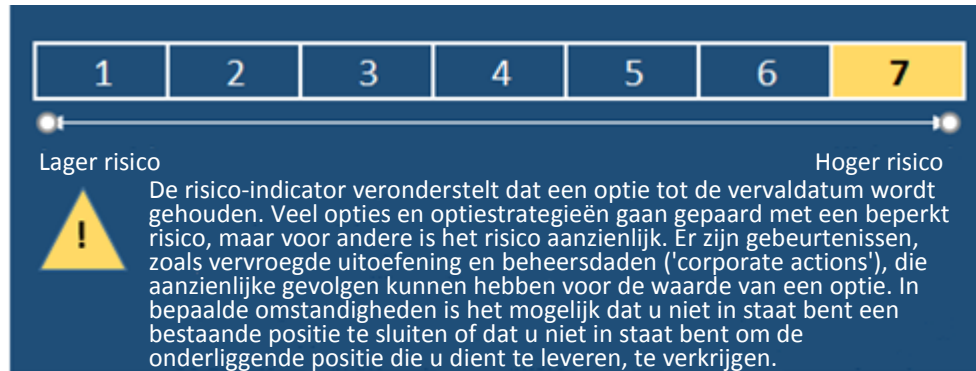 1 2 3 4 5 6 7
Lager risico Hoger risico
De risico-indicator veronderstelt dat een optie tot de vervaldatum wordt
gehouden. Veel opties en optiestrategieën gaan gepaard met een beperkt
risico, maar voor andere is het risico aanzienlijk. Er zijn gebeurtenissen,
zoals vervroegde uitoefening en beheersdaden ('corporate actions'), die
aanzienlijke gevolgen kunnen hebben voor de waarde van een optie. In
bepaalde omstandigheden is het mogelijk dat u niet in staat bent een
bestaande positie te sluiten of dat u niet in staat bent om de
onderliggende positie die u dient te leveren, te verkrijgen.
!